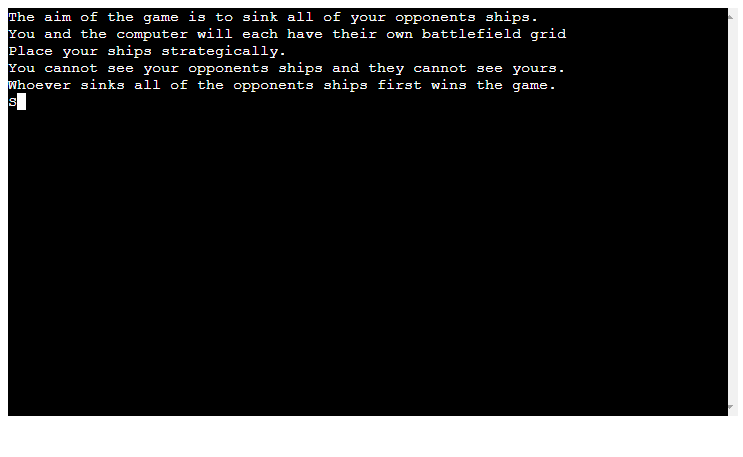 The aim of the game is to sink all of your opponents ships.
You and the computer will each have their own battlefield grid
Place your ships strategically.
You cannot see your opponents ships and they cannot see yours.
Whoever sinks all of the opponents ships first wins the game.
S